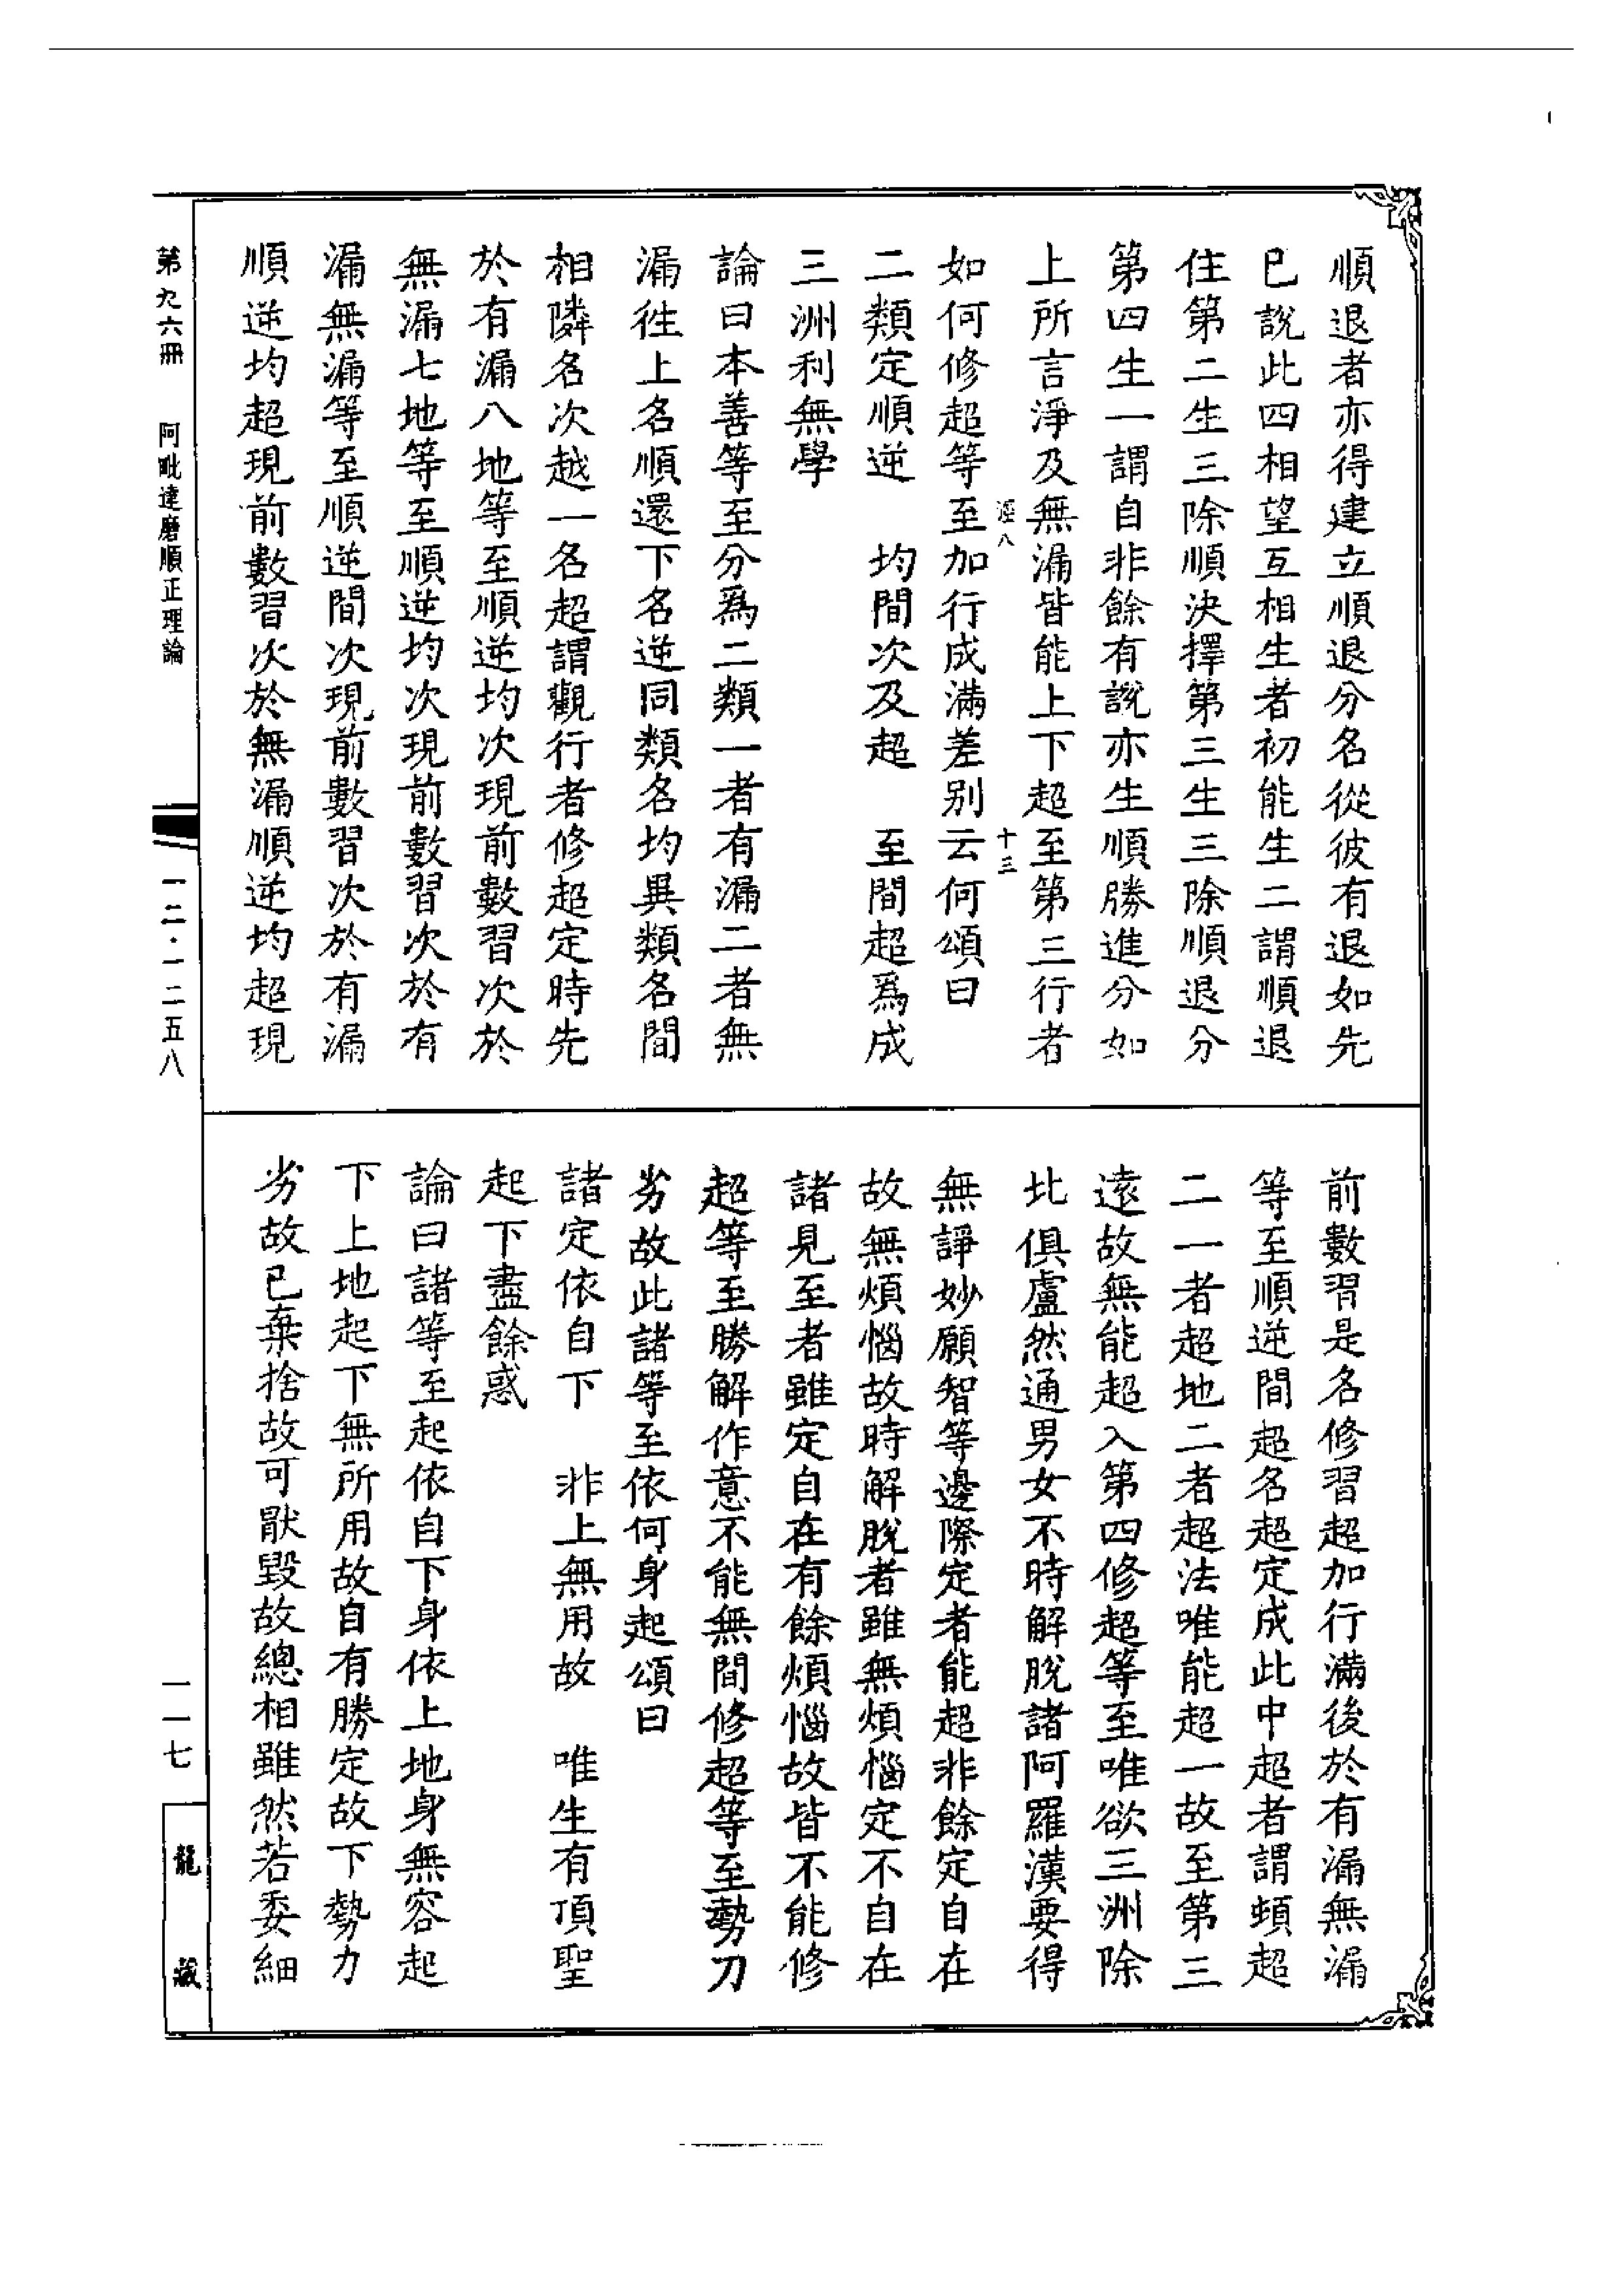 順退者亦得建立順退分名從彼有退如先
已說此四相望互相生者初能生二謂順退
住第二生三除順決擇第三生三除順退分
第四生一謂自非餘有說亦生順勝進分如
上所言淨及無漏皆能上下超至第三行者
十三
如何修超等至加行成滿差別云何頌曰
二類定順逆　均間次及超　至間超爲成
三洲利無學
論曰本善等至分爲二類一者有漏二者無
漏徃上名順還下名逆同類名均異類名間
相隣名次越一名超謂觀行者修超定時先
於有漏八地等至順逆均次現前數習次於
無漏七地等至順逆均次現前數習次於有
漏無漏等至順逆間次現前數習次於有漏
順逆均超現前數習次於無漏順逆均超現
前數習是名修習超加行滿後於有漏無漏
等至順逆間超名超定成此中超者謂頓超
二一者超地二者超法唯能超一故至第三
遠故無能超入第四修超等至唯欲三洲除
北俱盧然通男女不時解脫諸阿羅漢要得
無諍妙願智等邊際定者能超非餘定自在
故無煩惱故時解脫者雖無煩惱定不自在
諸見至者雖定自在有餘煩惱故皆不能修
超等至勝解作意不能無間修超等至勢力
劣故此諸等至依何身起頌曰
諸定依自下　非上無用故　唯生有頂聖
起下盡餘惑
論曰諸等至起依自下身依上地身無容起
下上地起下無所用故自有勝定故下勢力
劣故已棄捨故可猒毀故總相雖然若委細
第九六冊　阿毗達磨順正理論
一二·一二五八
一一七
龍藏